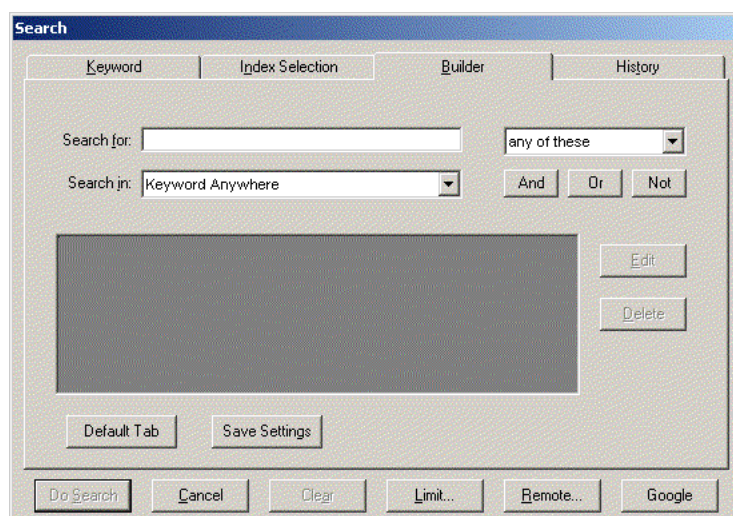 Search
Keyword Index Selection Builder History
Search for: any of these
Search in: Keyword Anywhere And Or Not
Edit
Delete
Default Tab Save Settings
Do Search Cancel Clear Limit... Remote... Google